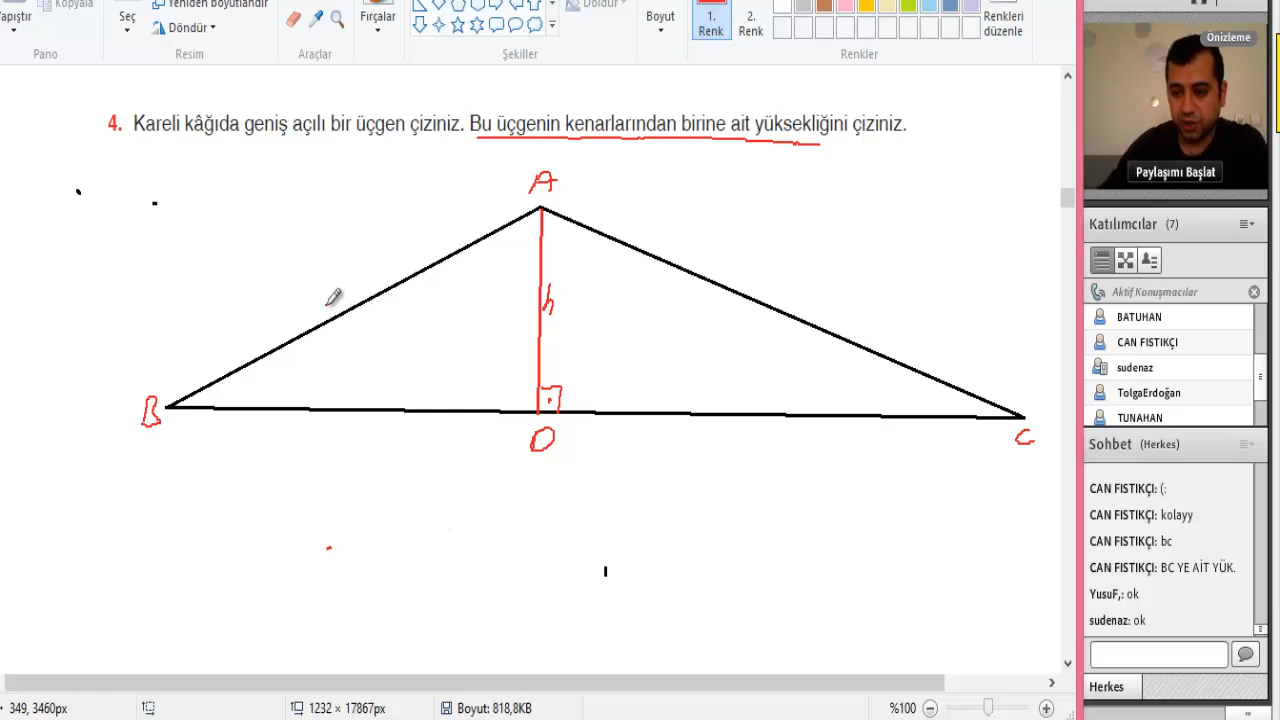 apıştır
Kopyala
Seç
Yeniden boyutlandır
Döndür
Fırçalar
Boyut
Doldur
1.
Renk
2.
Renk
Renkleri
düzenle
Pano
Resim
Araçlar
Şekiller
Renkler
Önizleme
Paylaşımı Başlat
4. Kareli kâğıda geniş açılı bir üçgen çiziniz. Bu üçgenin kenarlarından birine ait yüksekliğini çiziniz.
A
h
B
D
C
Katılımcılar (7)
Aktif Konuşmacılar
BATUHAN
CAN FISTIKÇI
sudenaz
TolgaErdoğan
TUNAHAN
Sohbet (Herkes)
CAN FISTIKÇI: (:
CAN FISTIKÇI: kolayy
CAN FISTIKÇI: bc
CAN FISTIKÇI: BC YE AİT YÜK.
YusuF,: ok
sudenaz: ok
Herkes
349, 3460px
1232 × 17867px
Boyut: 818,8KB
%100